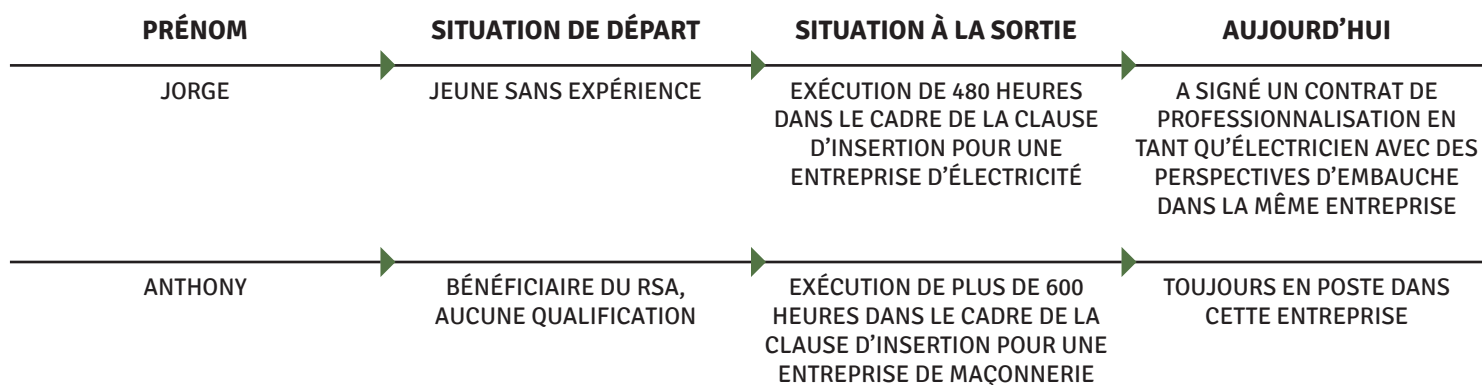 PRÉNOM
SITUATION DE DÉPART
SITUATION À LA SORTIE
AUJOURD'HUI
JORGE
JEUNE SANS EXPÉRIENCE
EXÉCUTION DE 480 HEURES
DANS LE CADRE DE LA CLAUSE
D'INSERTION POUR UNE
ENTREPRISE D'ÉLECTRICITÉ
A SIGNÉ UN CONTRAT DE
PROFESSIONNALISATION EN
TANT QU'ÉLECTRICIEN AVEC DES
PERSPECTIVES D'EMBAUCHE
DANS LA MÊME ENTREPRISE
ANTHONY
BÉNÉFICIAIRE DU RSA,
AUCUNE QUALIFICATION
EXÉCUTION DE PLUS DE 600
HEURES DANS LE CADRE DE LA
CLAUSE D'INSERTION POUR UNE
ENTREPRISE DE MAÇONNERIE
TOUJOURS EN POSTE DANS
CETTE ENTREPRISE